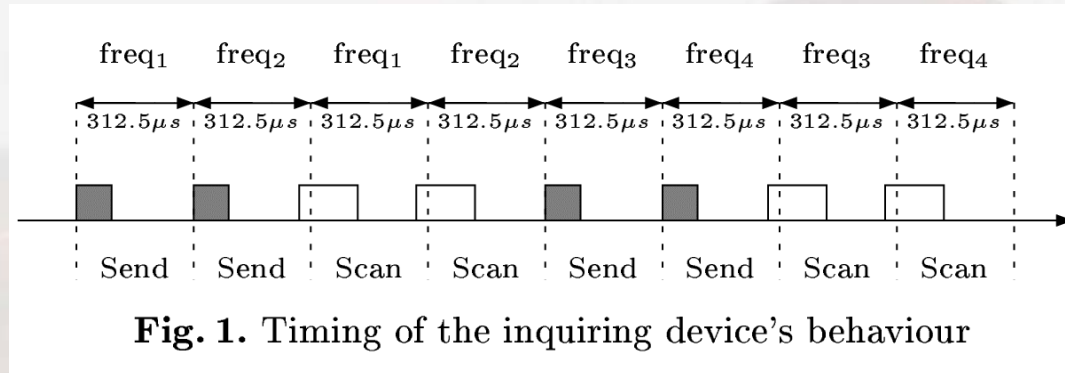 freq₁ freq₂ freq₁ freq₂ freq₃ freq₄ freq₃ freq₄
312.5μs 312.5μs 312.5μs 312.5μs 312.5μs 312.5μs 312.5μs 312.5μs
Send Send Scan Scan Send Send Scan Scan
Fig. 1. Timing of the inquiring device's behaviour